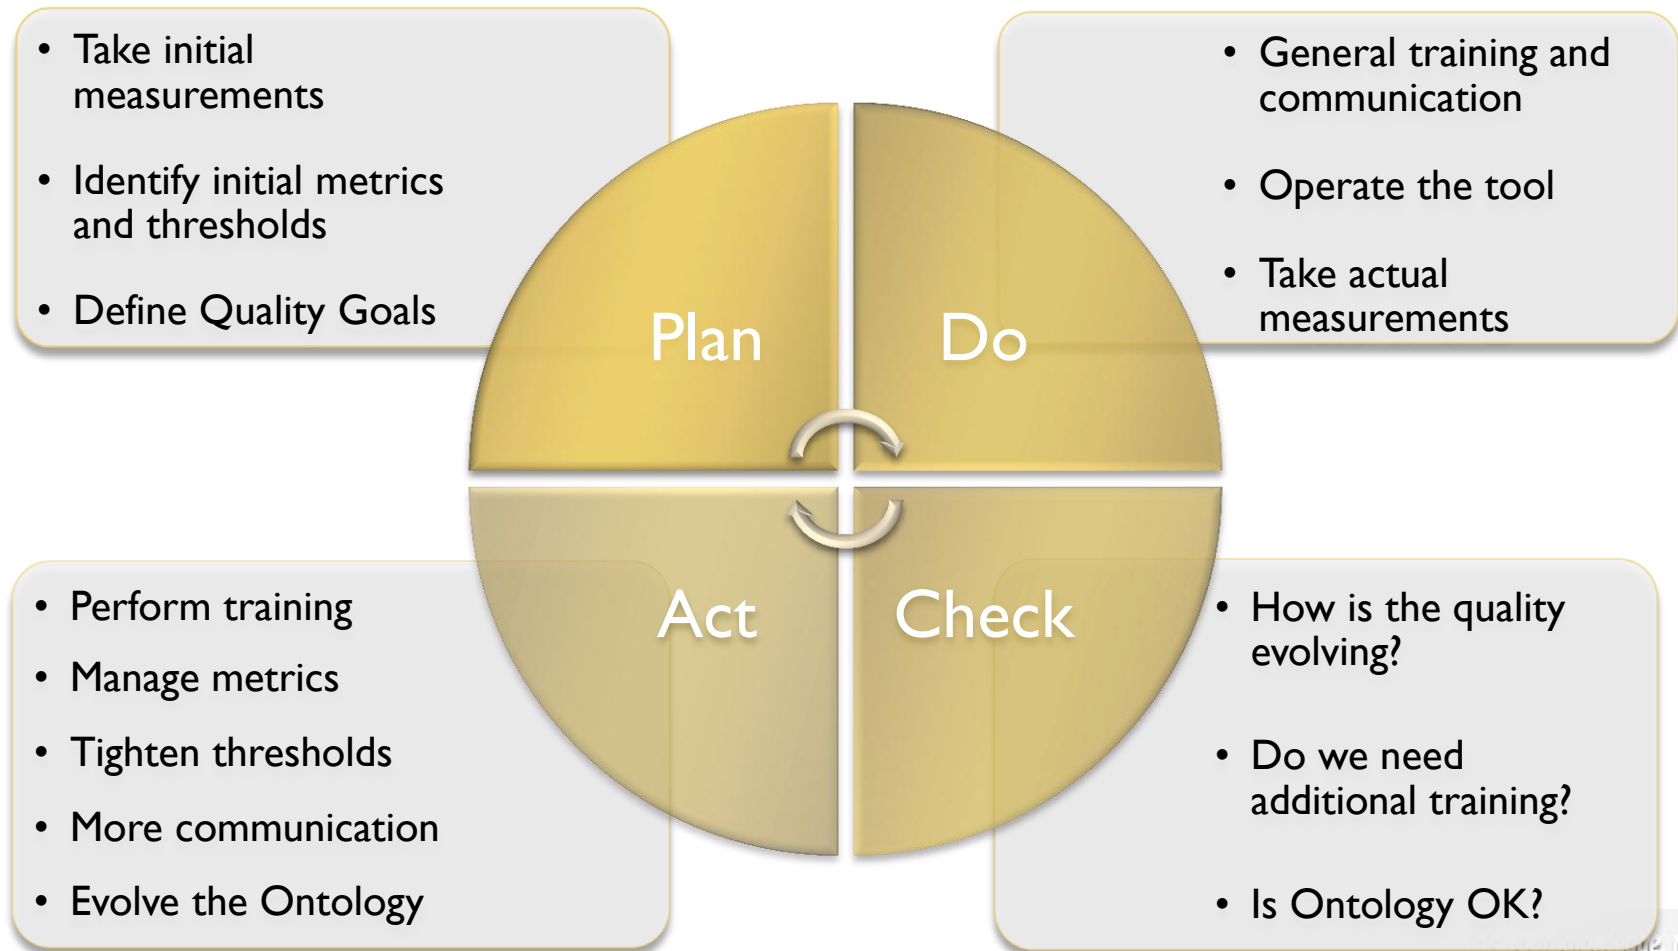 • Take initial
measurements
• Identify initial metrics
and thresholds
• Define Quality Goals
• General training and
communication
• Operate the tool
• Take actual
measurements
Plan
Do
Act
Check
• Perform training
• Manage metrics
• Tighten thresholds
• More communication
• Evolve the Ontology
• How is the quality
evolving?
• Do we need
additional training?
• Is Ontology OK?